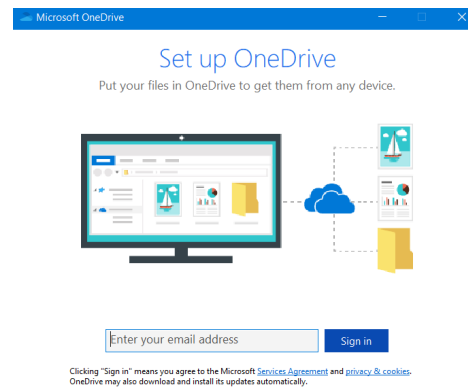 Microsoft OneDrive
Set up OneDrive
Put your files in OneDrive to get them from any device.
Enter your email address
Sign in
Clicking "Sign in" means you agree to the Microsoft Services Agreement and privacy & cookies.
OneDrive may also download and install its updates automatically.